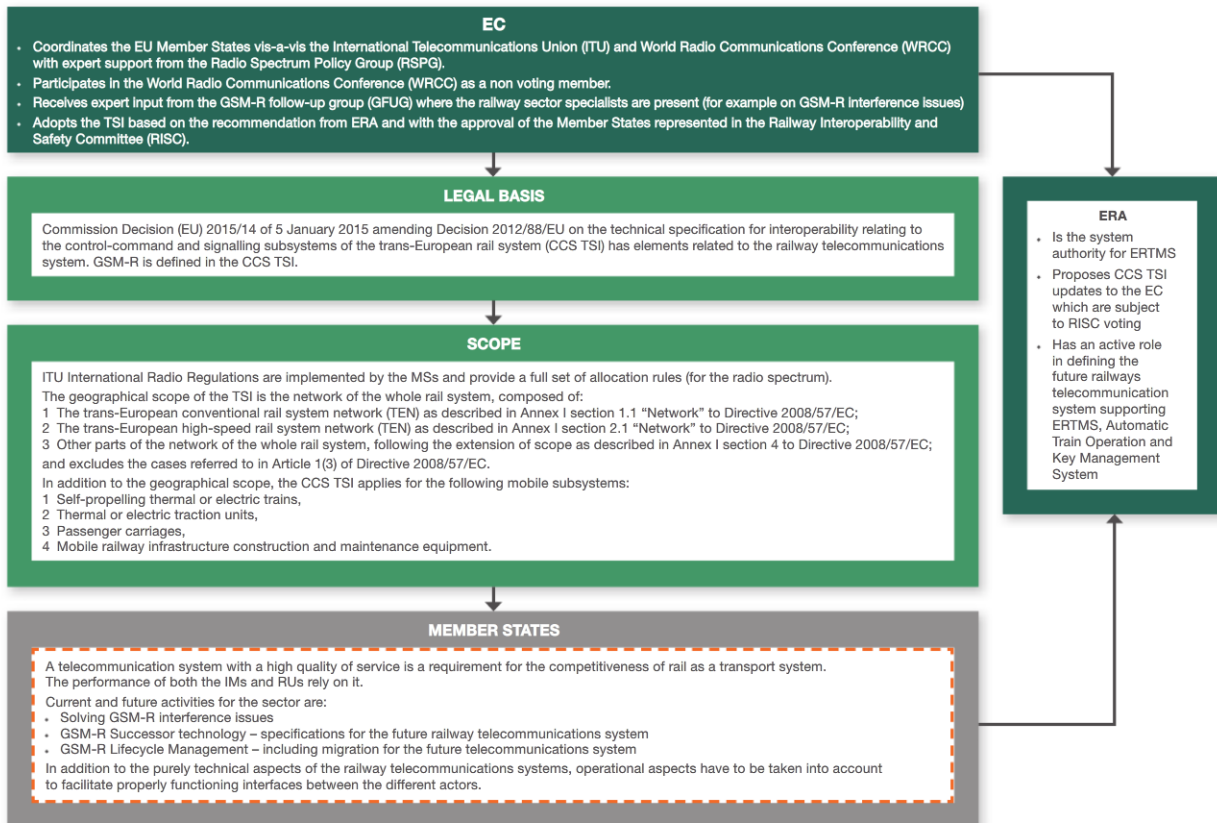 EC
• Coordinates the EU Member States vis-a-vis the International Telecommunications Union (ITU) and World Radio Communications Conference (WRCC)
with expert support from the Radio Spectrum Policy Group (RSPG).
• Participates in the World Radio Communications Conference (WRCC) as a non voting member.
• Receives expert input from the GSM-R follow-up group (GFUG) where the railway sector specialists are present (for example on GSM-R interference issues)
• Adopts the TSI based on the recommendation from ERA and with the approval of the Member States represented in the Railway Interoperability and
Safety Committee (RISC).
LEGAL BASIS
Commission Decision (EU) 2015/14 of 5 January 2015 amending Decision 2012/88/EU on the technical specification for interoperability relating to
the control-command and signalling subsystems of the trans-European rail system (CCS TSI) has elements related to the railway telecommunications
system. GSM-R is defined in the CCS TSI.
SCOPE
ITU International Radio Regulations are implemented by the MSs and provide a full set of allocation rules (for the radio spectrum).
The geographical scope of the TSI is the network of the whole rail system, composed of:
1 The trans-European conventional rail system network (TEN) as described in Annex I section 1.1 “Network” to Directive 2008/57/EC;
2 The trans-European high-speed rail system network (TEN) as described in Annex I section 2.1 “Network” to Directive 2008/57/EC;
3 Other parts of the network of the whole rail system, following the extension of scope as described in Annex I section 4 to Directive 2008/57/EC;
and excludes the cases referred to in Article 1(3) of Directive 2008/57/EC.
In addition to the geographical scope, the CCS TSI applies for the following mobile subsystems:
1 Self-propelling thermal or electric trains,
2 Thermal or electric traction units,
3 Passenger carriages,
4 Mobile railway infrastructure construction and maintenance equipment.
MEMBER STATES
A telecommunication system with a high quality of service is a requirement for the competitiveness of rail as a transport system.
The performance of both the IMs and RUs rely on it.
Current and future activities for the sector are:
• Solving GSM-R interference issues
• GSM-R Successor technology – specifications for the future railway telecommunications system
• GSM-R Lifecycle Management – including migration for the future telecommunications system
In addition to the purely technical aspects of the railway telecommunications systems, operational aspects have to be taken into account
to facilitate properly functioning interfaces between the different actors.
ERA
• Is the system
authority for ERTMS
• Proposes CCS TSI
updates to the EC
which are subject
to RISC voting
• Has an active role
in defining the
future railways
telecommunication
system supporting
ERTMS, Automatic
Train Operation and
Key Management
System